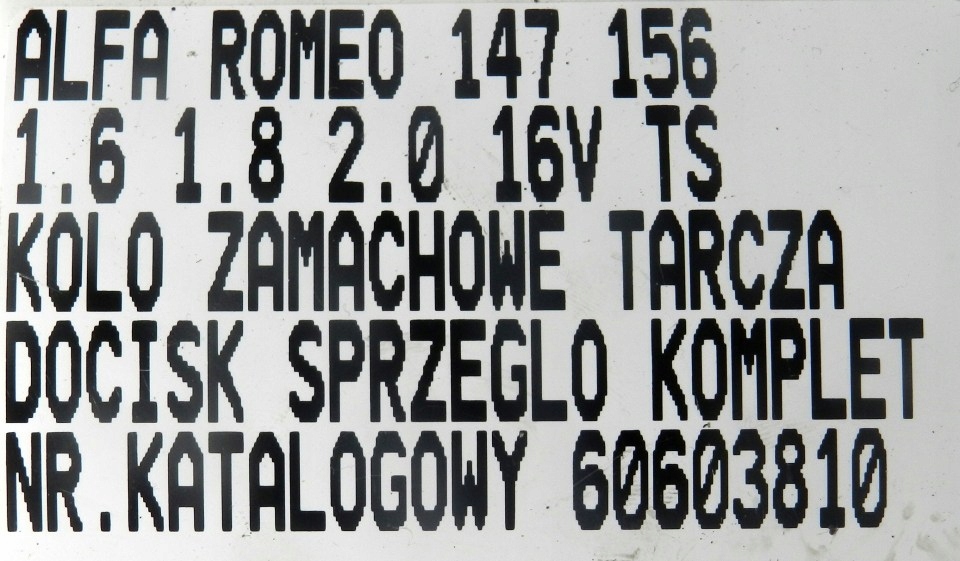 ALFA ROMEO 147 156
1.6 1.8 2.0 16V TS
KOLO ZAMACHOWE TARCZA
DOCISK SPRZEGLO KOMPLET
NR.KATALOGOWY 60603810